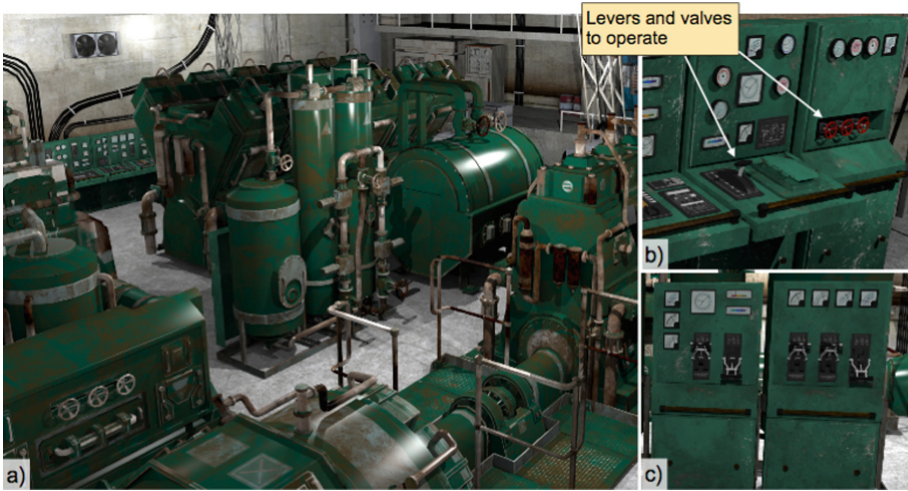 Levers and valves
to operate
b)
a)
c)